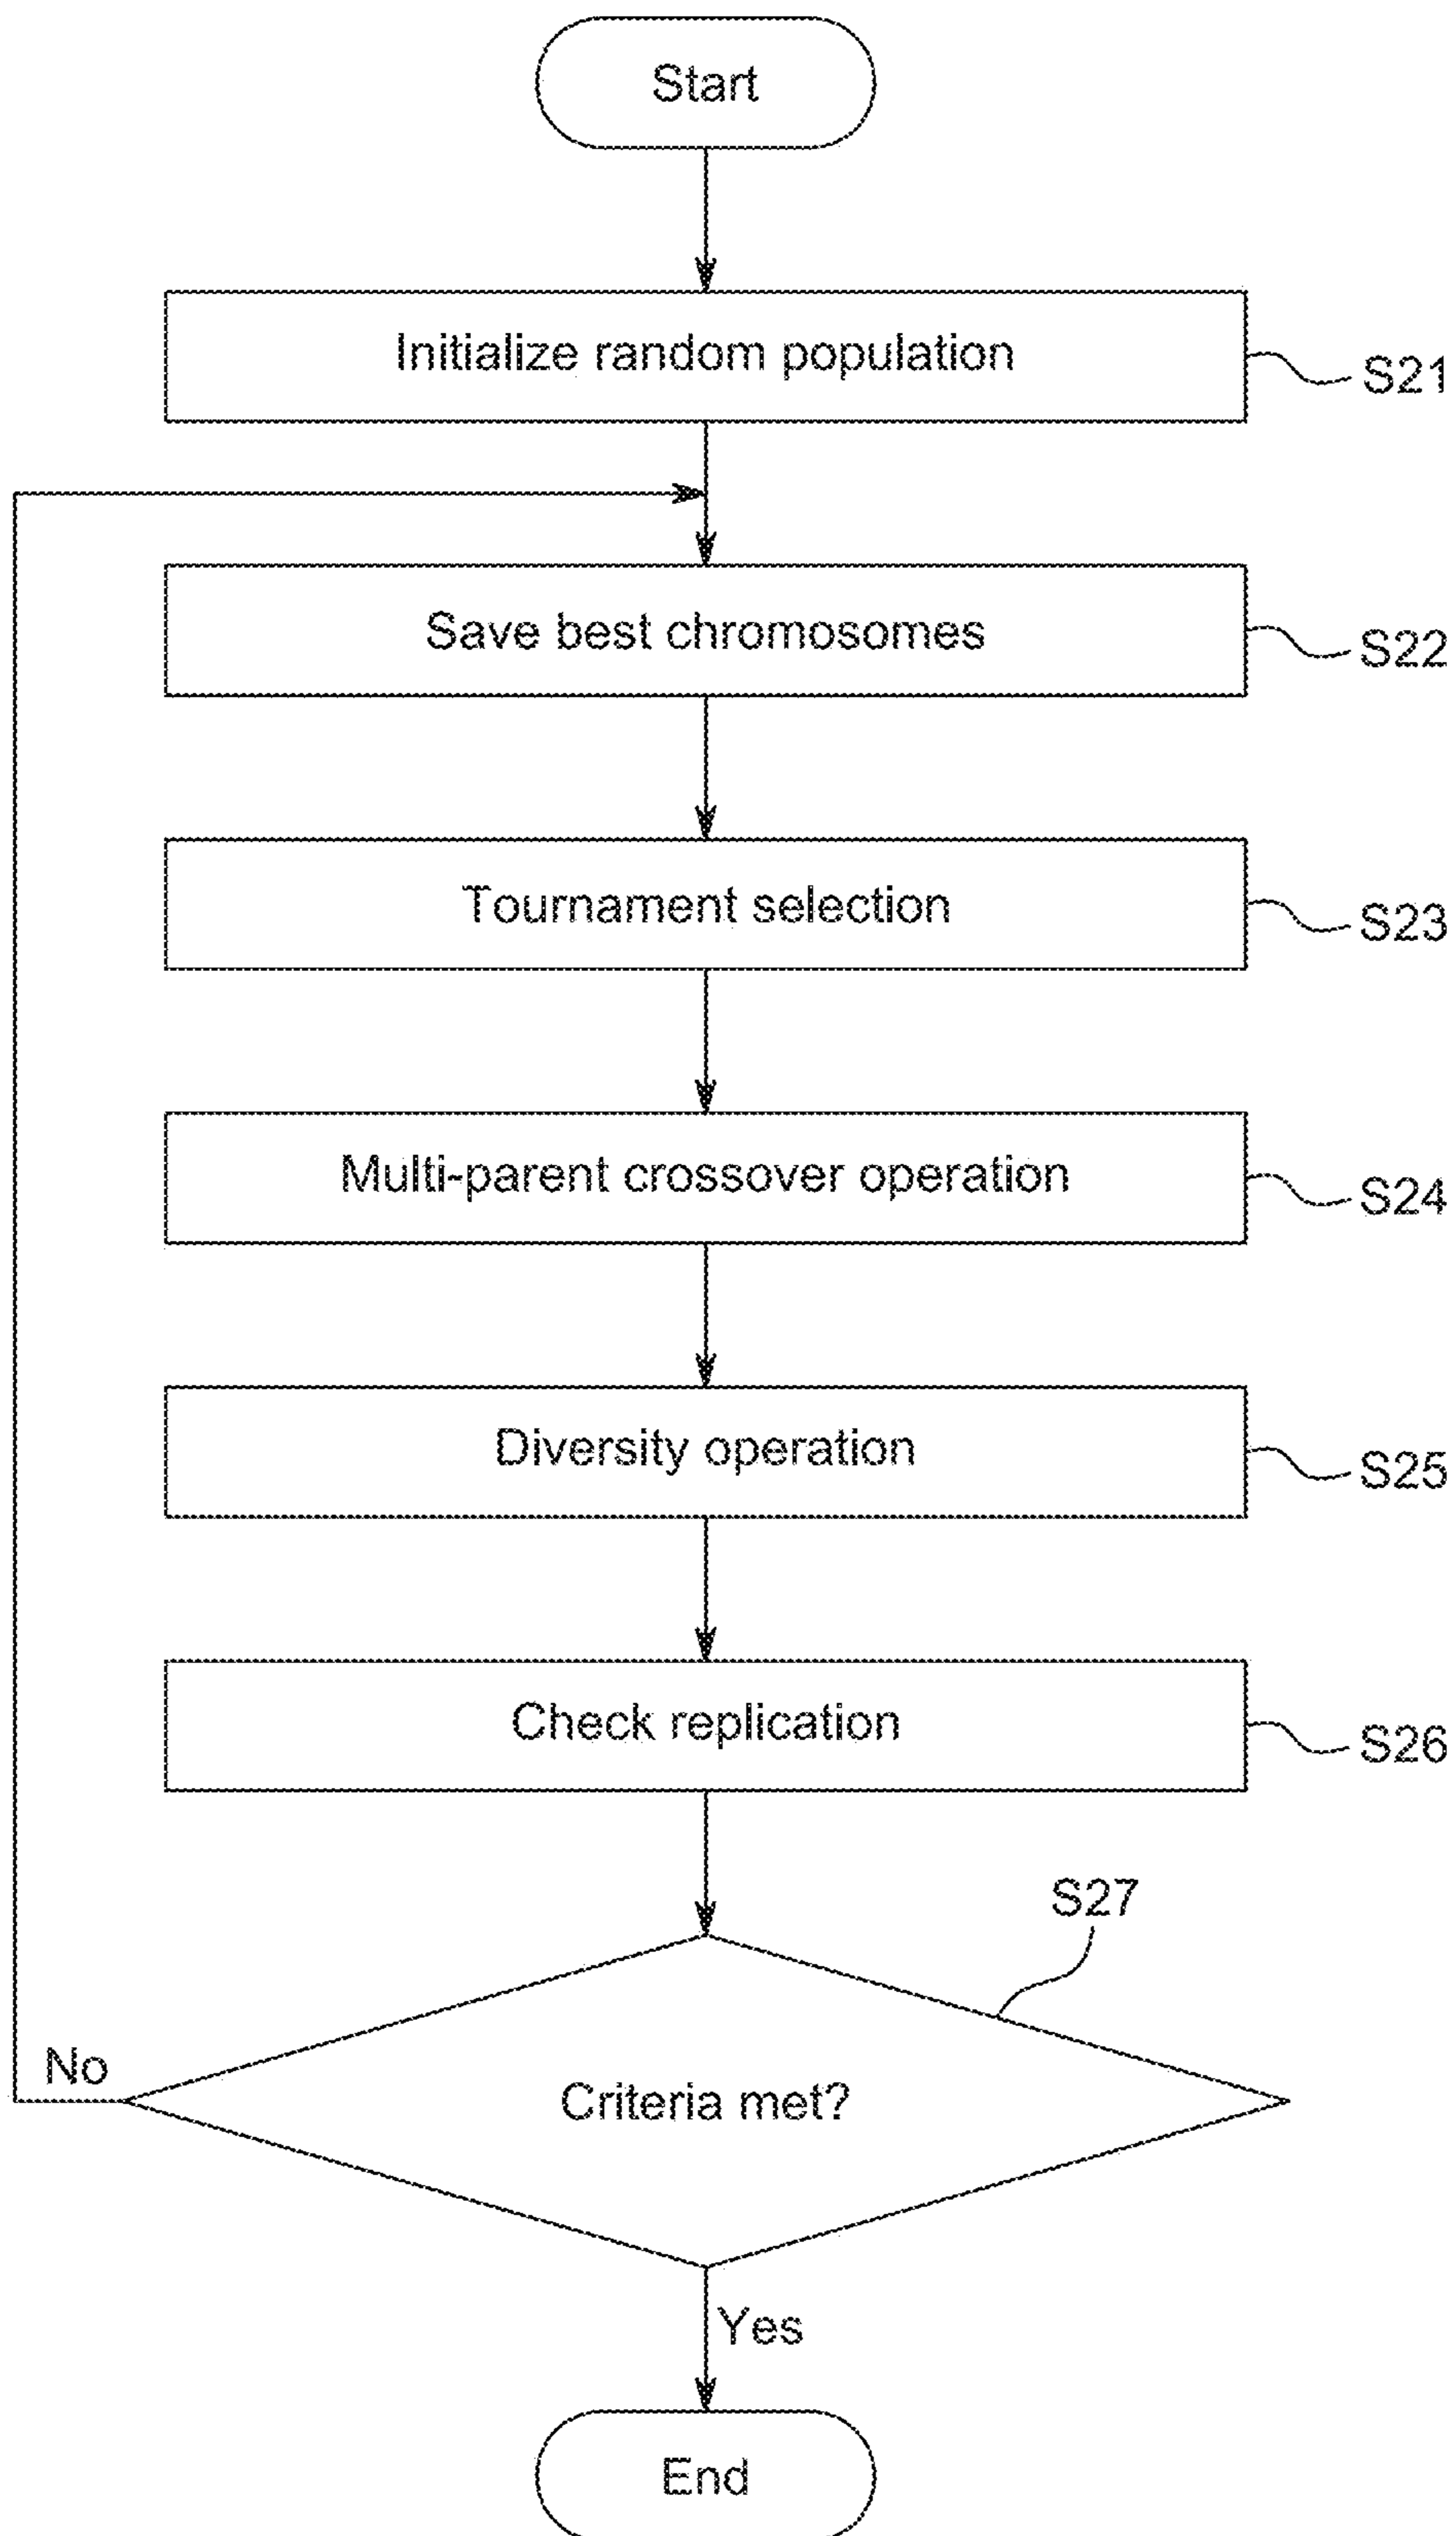 Start
Initialize random population
S21
Save best chromosomes
S22
Tournament selection
S23
Multi-parent crossover operation
S24
Diversity operation
S25
Check replication
S26
S27
No
Criteria met?
Yes
End